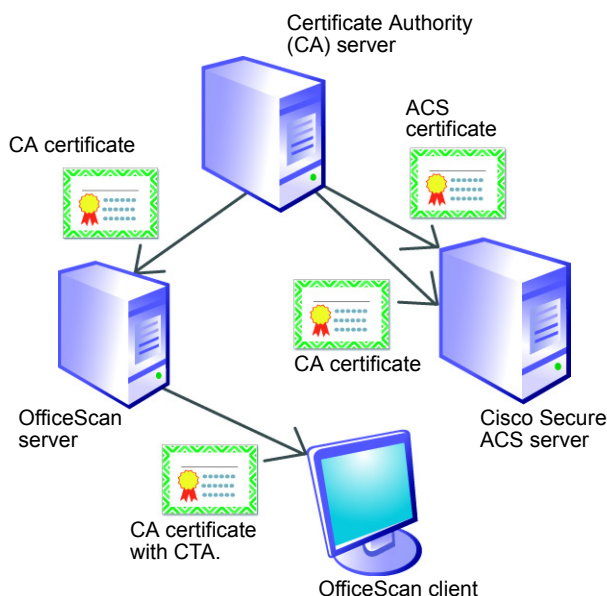 Certificate Authority
(CA) server
ACS
certificate
CA certificate
CA certificate
OfficeScan
server
Cisco Secure
ACS server
CA certificate
with CTA.
OfficeScan client